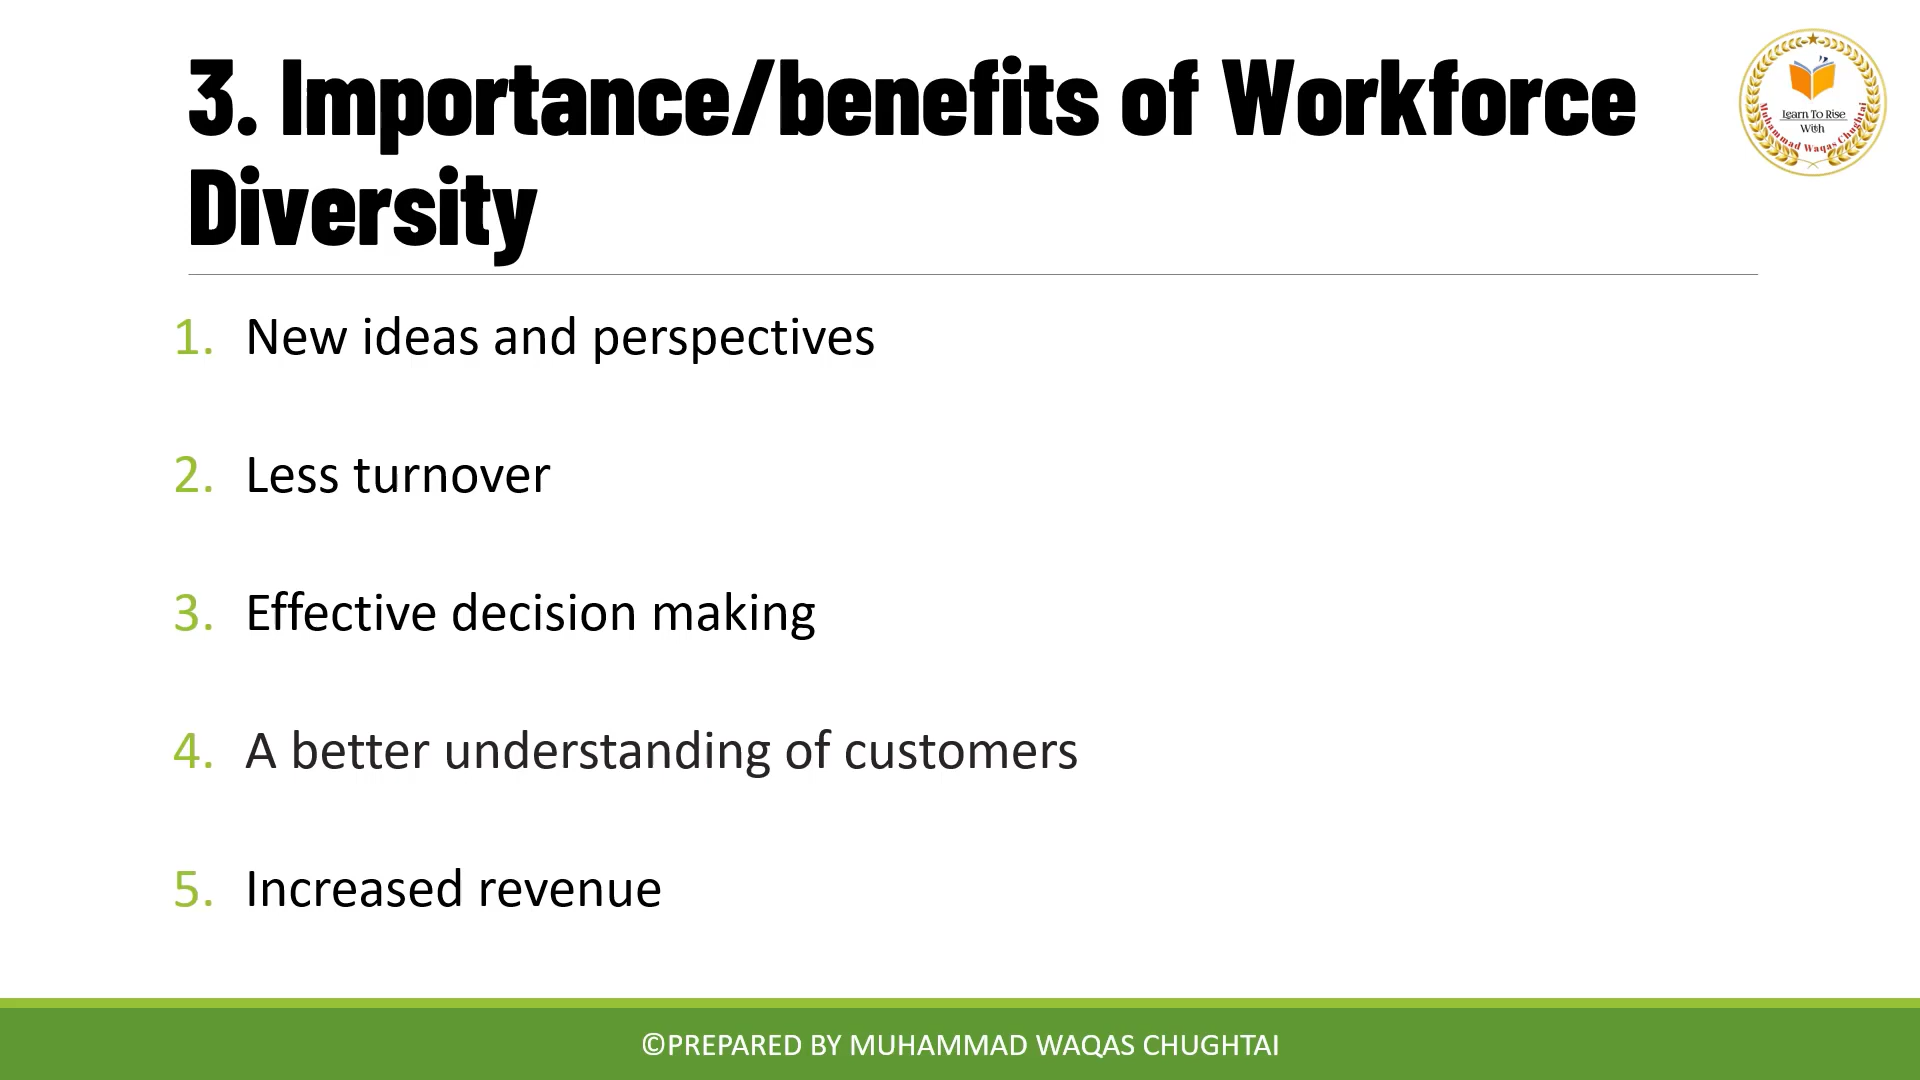 3. Importance/benefits of Workforce
Diversity
Learn To Rise
With
Muhammad Waqas Chughtai
1. New ideas and perspectives
2. Less turnover
3. Effective decision making
4. A better understanding of customers
5. Increased revenue
©PREPARED BY MUHAMMAD WAQAS CHUGHTAI